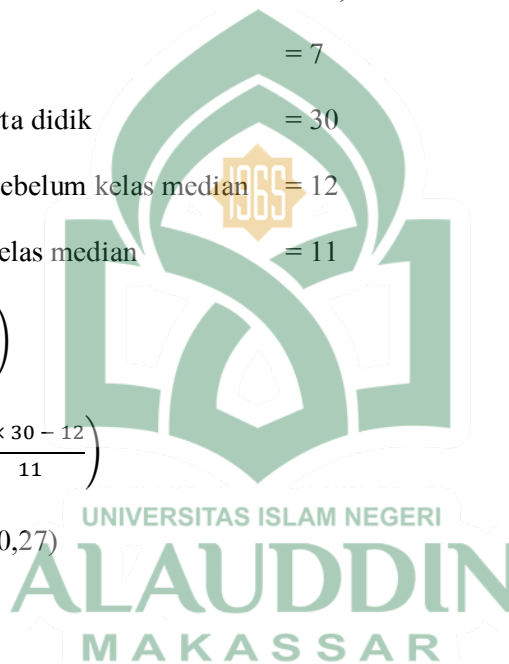 = 7
ta didik = 30
ebelum kelas median = 12
1965
elas median = 11
)
× 30 – 12
11 )
0,27)
UNIVERSITAS ISLAM NEGERI
ALAUDDIN
MAKASSAR